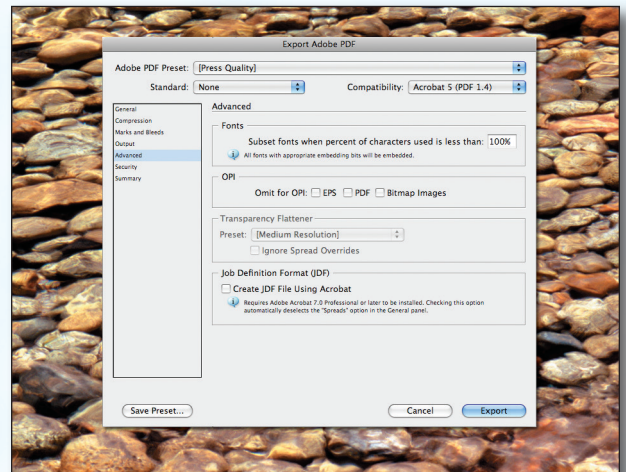 Export Adobe PDF
Adobe PDF Preset: [Press Quality]
Standard: None Compatibility: Acrobat 5 (PDF 1.4)
General
Compression
Marks and Bleeds
Output
Advanced
Security
Summary
Advanced
Fonts
Subset fonts when percent of characters used is less than: 100%
All fonts with appropriate embedding bits will be embedded.
OPI
Omit for OPI: EPS PDF Bitmap Images
Transparency Flattener
Preset: [Medium Resolution]
Ignore Spread Overrides
Job Definition Format (JDF)
Create JDF File Using Acrobat
Requires Adobe Acrobat 7.0 Professional or later to be installed. Checking this option
automatically deselects the "Spreads" option in the General panel.
Save Preset... Cancel Export